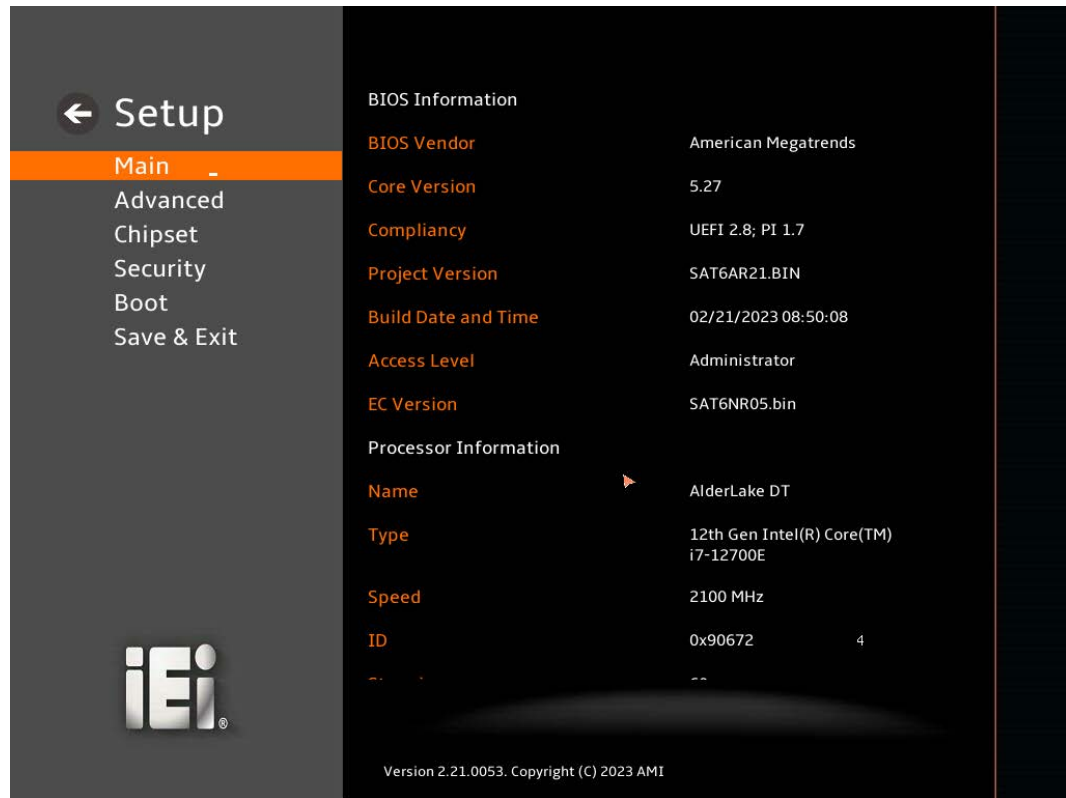 Setup
Main _
Advanced
Chipset
Security
Boot
Save & Exit
iEi®
BIOS Information
BIOS Vendor American Megatrends
Core Version 5.27
Compliancy UEFI 2.8; PI 1.7
Project Version SAT6AR21.BIN
Build Date and Time 02/21/2023 08:50:08
Access Level Administrator
EC Version SAT6NR05.bin
Processor Information
Name AlderLake DT
Type 12th Gen Intel(R) Core(TM)
i7-12700E
Speed 2100 MHz
ID 0x90672 4
Version 2.21.0053. Copyright (C) 2023 AMI